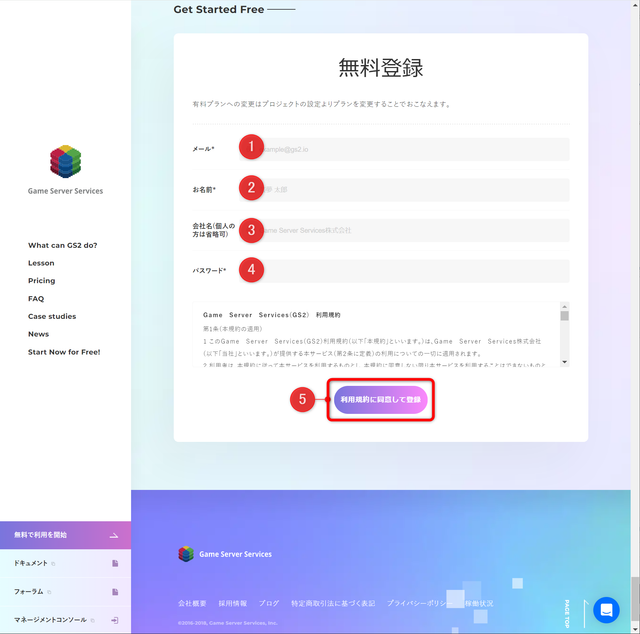 Get Started Free
無料登録
有料プランへの変更はプロジェクトの設定よりプランを変更することでおこなえます。
メール*
1
ample@gs2.io
お名前*
2
太郎
会社名(個人の
方は省略可)
3
ame Server Services株式会社
パスワード*
4
Game Server Services(GS2) 利用規約
第1条(本規約の適用)
1 このGame Server Services(GS2)利用規約(以下「本規約」といいます。)は、Game Server Services株式会社
(以下「当社」といいます。)が提供する本サービス(第2条に定義)の利用についての一切に適用されます。
2 利用者は、本規約に従って本サービスを利用するものとし、本規約に同意しない限り本サービスを利用することはできないものと
5
利用規約に同意して登録
Game Server Services
What can GS2 do?
Lesson
Pricing
FAQ
Case studies
News
Start Now for Free!
無料で利用を開始
ドキュメント
フォーラム
マネージメントコンソール
Game Server Services
会社概要 採用情報 ブログ 特定商取引法に基づく表記 プライバシーポリシー 稼働状況
©2016-2018, Game Server Services, Inc.
PAGE TOP